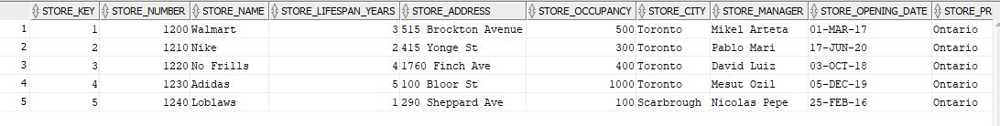 STORE_KEY STORE_NUMBER STORE_NAME STORE_LIFESPAN_YEARS STORE_ADDRESS STORE_OCCUPANCY STORE_CITY STORE_MANAGER STORE_OPENING_DATE STORE_PR
1 1 1200 Walmart 3 515 Brockton Avenue 500 Toronto Mikel Arteta 01-MAR-17 Ontario
2 2 1210 Nike 2 415 Yonge St 300 Toronto Pablo Mari 17-JUN-20 Ontario
3 3 1220 No Frills 4 1760 Finch Ave 400 Toronto David Luiz 03-OCT-18 Ontario
4 4 1230 Adidas 5 100 Bloor St 1000 Toronto Mesut Ozil 05-DEC-19 Ontario
5 5 1240 Loblaws 1 290 Sheppard Ave 100 Scarbrough Nicolas Pepe 25-FEB-16 Ontario